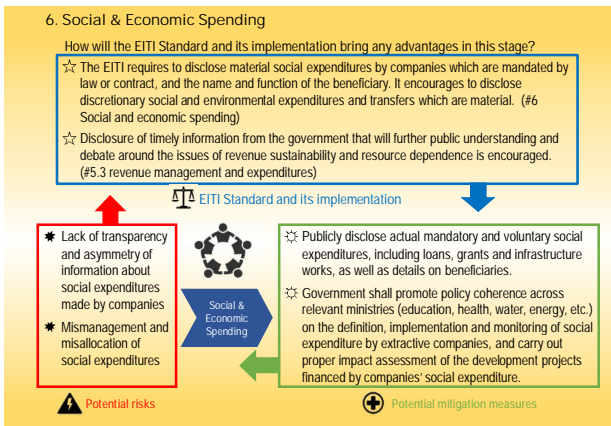 6. Social & Economic Spending
How will the EITI Standard and its implementation bring any advantages in this stage?
The EITI requires to disclose material social expenditures by companies which are mandated by
law or contract, and the name and function of the beneficiary. It encourages to disclose
discretionary social and environmental expenditures and transfers which are material. (#6
Social and economic spending)
Disclosure of timely information from the government that will further public understanding and
debate around the issues of revenue sustainability and resource dependence is encouraged.
(#5.3 revenue management and expenditures)
EITI Standard and its implementation
Lack of transparency
and asymmetry of
information about
social expenditures
made by companies
Mismanagement and
misallocation of
social expenditures
Social &
Economic
Spending
Publicly disclose actual mandatory and voluntary social
expenditures, including loans, grants and infrastructure
works, as well as details on beneficiaries.
Government shall promote policy coherence across
relevant ministries (education, health, water, energy, etc.)
on the definition, implementation and monitoring of social
expenditure by extractive companies, and carry out
proper impact assessment of the development projects
financed by companies' social expenditure.
Potential risks
Potential mitigation measures